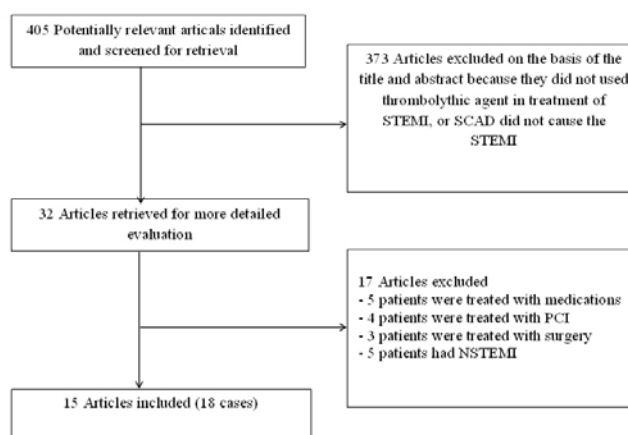 405 Potentially relevant articals identified
and screened for retrieval
373 Articles excluded on the basis of the
title and abstract because they did not used
thrombolythic agent in treatment of
STEMI, or SCAD did not cause the
STEMI
32 Articles retrieved for more detailed
evaluation
17 Articles excluded
- 5 patients were treated with medications
- 4 patients were treated with PCI
- 3 patients were treated with surgery
- 5 patients had NSTEMI
15 Articles included (18 cases)